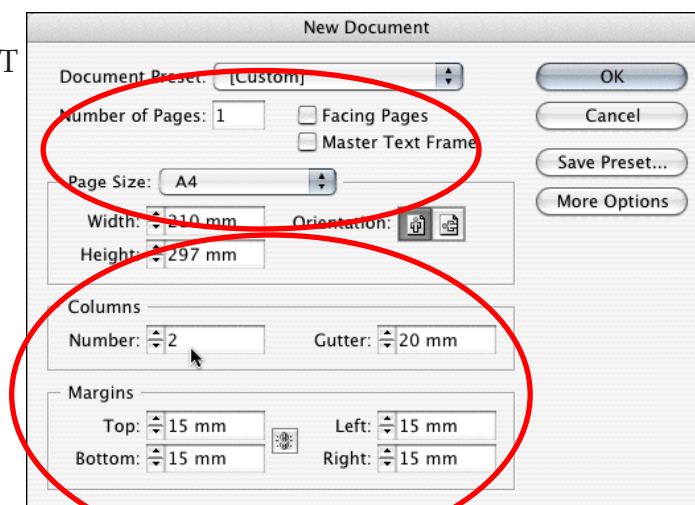 New Document
T
Document Preset: [Custom]
OK
Number of Pages: 1 Facing Pages
Cancel
Master Text Frame
Save Preset...
Page Size: A4
More Options
Width: 210 mm Orientation:
Height: 297 mm
Columns
Number: 2 Gutter: 20 mm
Margins
Top: 15 mm Left: 15 mm
Bottom: 15 mm Right: 15 mm